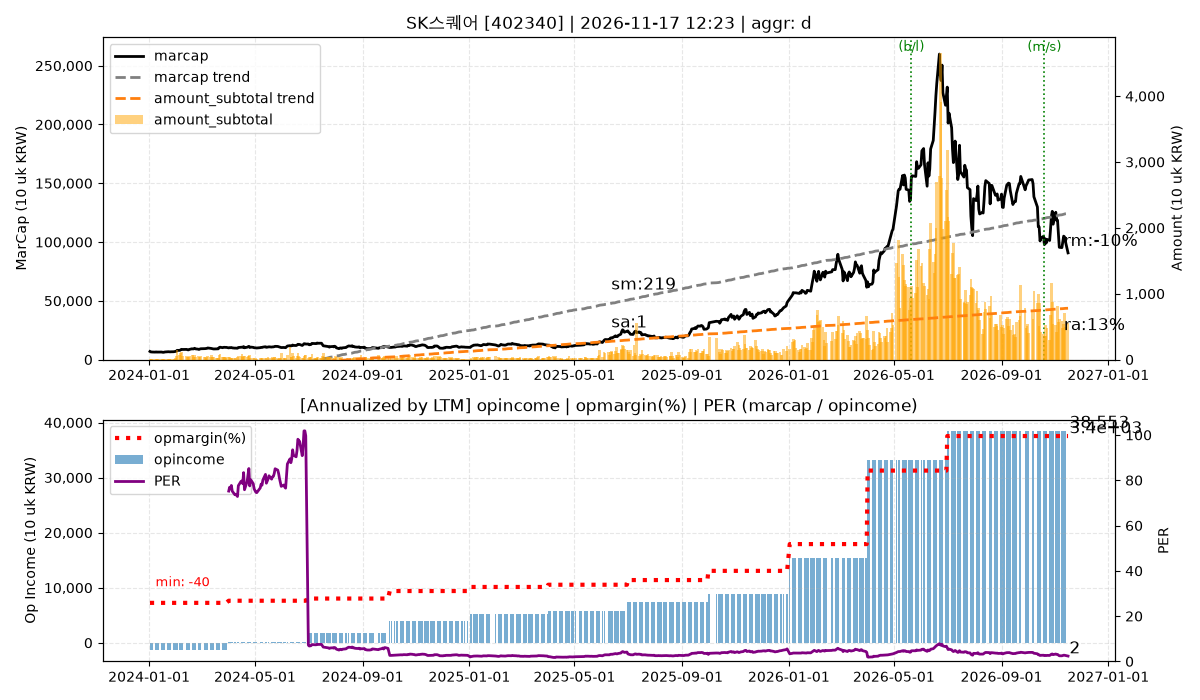 SK스퀘어 [402340] | 2026-11-17 12:23 | aggr: d
marcap
marcap trend
amount_subtotal trend
amount_subtotal
(b/l)
(m/s)
MarCap (10 uk KRW)
250,000
200,000
150,000
100,000
50,000
0
Amount (10 uk KRW)
4,000
3,000
2,000
1,000
0
sm:219
sa:1
rm:-10%
ra:13%
2024-01-01
2024-05-01
2024-09-01
2025-01-01
2025-05-01
2025-09-01
2026-01-01
2026-05-01
2026-09-01
2027-01-01
[Annualized by LTM] opincome | opmargin(%) | PER (marcap / opincome)
opmargin(%)
opincome
PER
min: -40
Op Income (10 uk KRW)
40,000
30,000
20,000
10,000
0
38,553
3.4e+03
PER
100
80
60
40
20
0
2
2024-01-01
2024-05-01
2024-09-01
2025-01-01
2025-05-01
2025-09-01
2026-01-01
2026-05-01
2026-09-01
2027-01-01